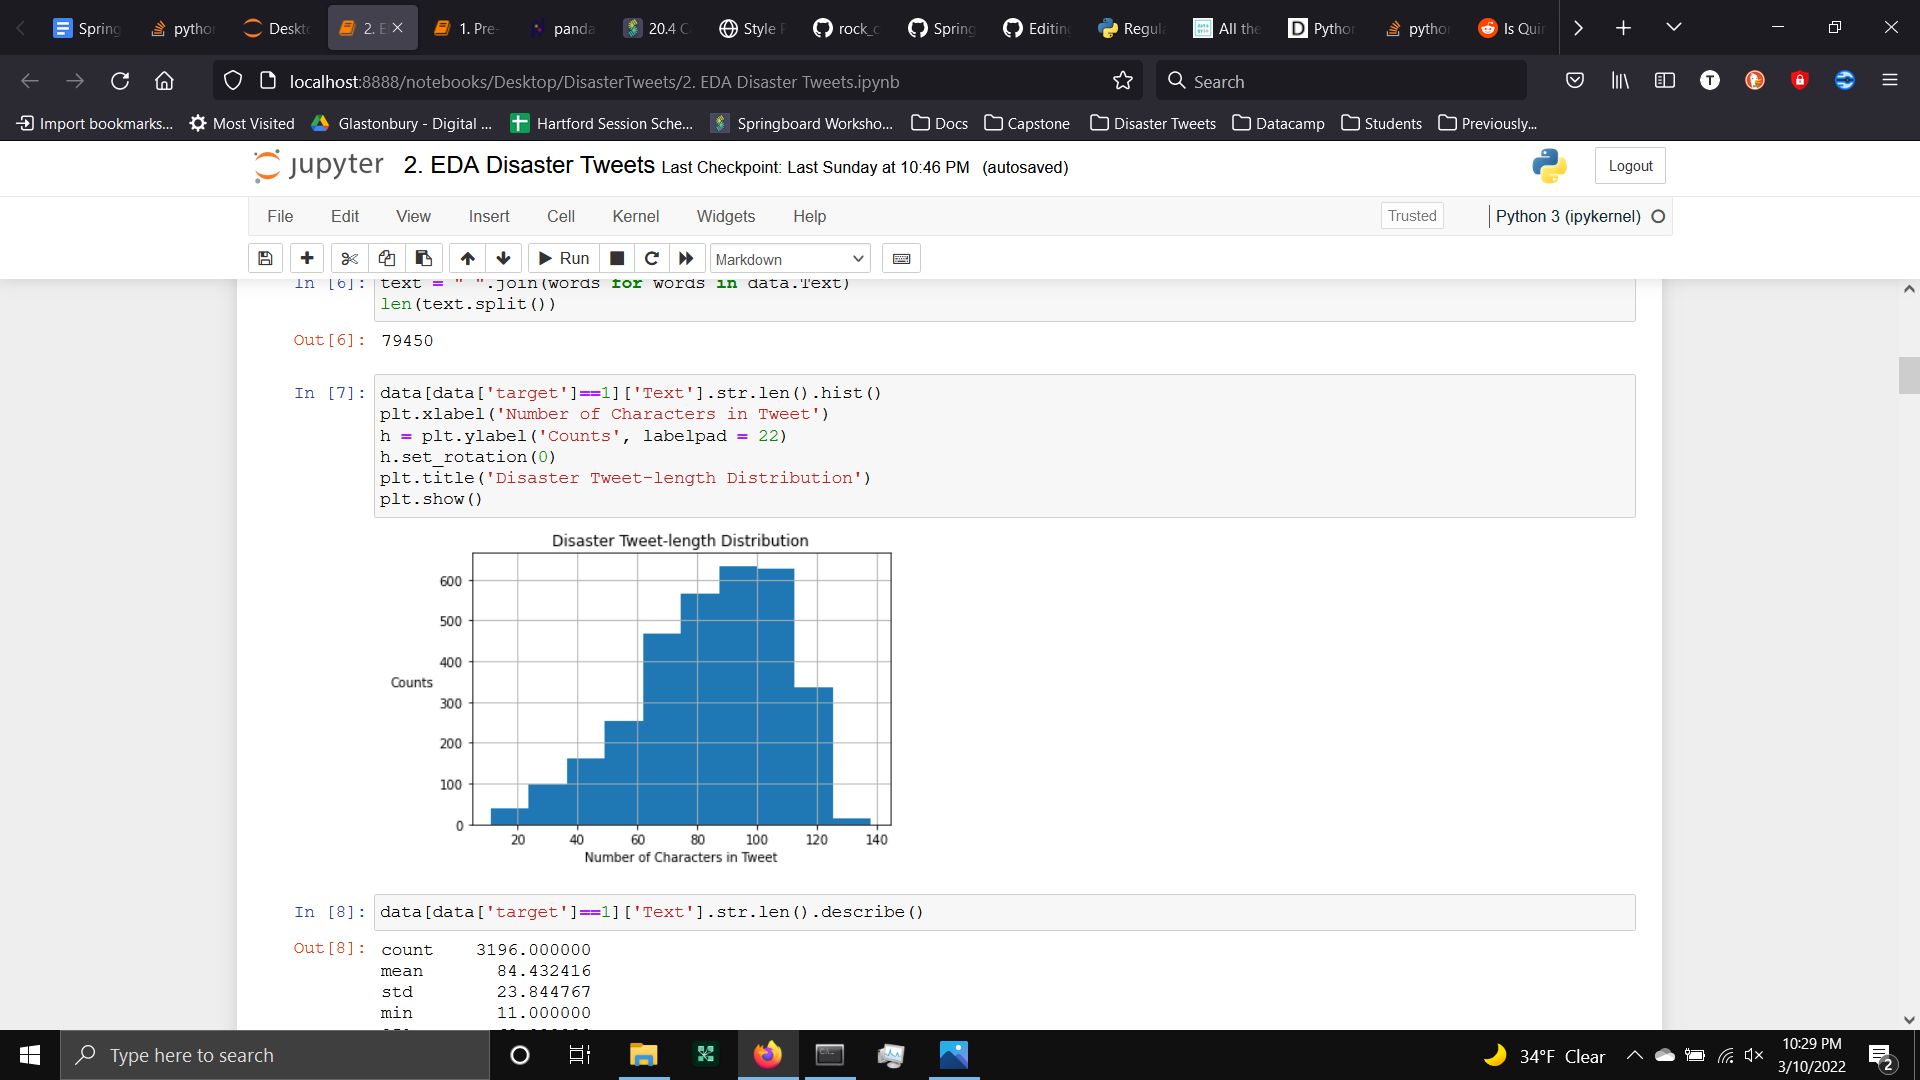 Spring
python
Deskt
2. E
1. Pre-
panda
20.4 C
Style
rock_c
Spring
Editin
Regula
All the
Python
python
Is Quin
localhost:8888/notebooks/Desktop/DisasterTweets/2. EDA Disaster Tweets.ipynb
Search
T
Import bookmarks...
Most Visited
Glastonbury - Digital ...
Hartford Session Sche...
Springboard Worksho...
Docs
Capstone
Disaster Tweets
Datacamp
Students
Previously...
jupyter 2. EDA Disaster Tweets Last Checkpoint: Last Sunday at 10:46 PM (autosaved)
Logout
File Edit View Insert Cell Kernel Widgets Help
Trusted
Python 3 (ipykernel)
Run
Markdown
In [6]: text = " ".join(words for words in data.Text)
len(text.split())
Out[6]: 79450
In [7]: data[data['target']==1]['Text'].str.len().hist()
plt.xlabel('Number of Characters in Tweet')
h = plt.ylabel('Counts', labelpad = 22)
h.set_rotation(0)
plt.title('Disaster Tweet-length Distribution')
plt.show()
Disaster Tweet-length Distribution
600
500
400
Counts
300
200
100
0
20 40 60 80 100 120 140
Number of Characters in Tweet
In [8]: data[data['target']==1]['Text'].str.len().describe()
Out[8]: count 3196.000000
mean 84.432416
std 23.844767
min 11.000000
Type here to search
34°F Clear
10:29 PM
3/10/2022
2